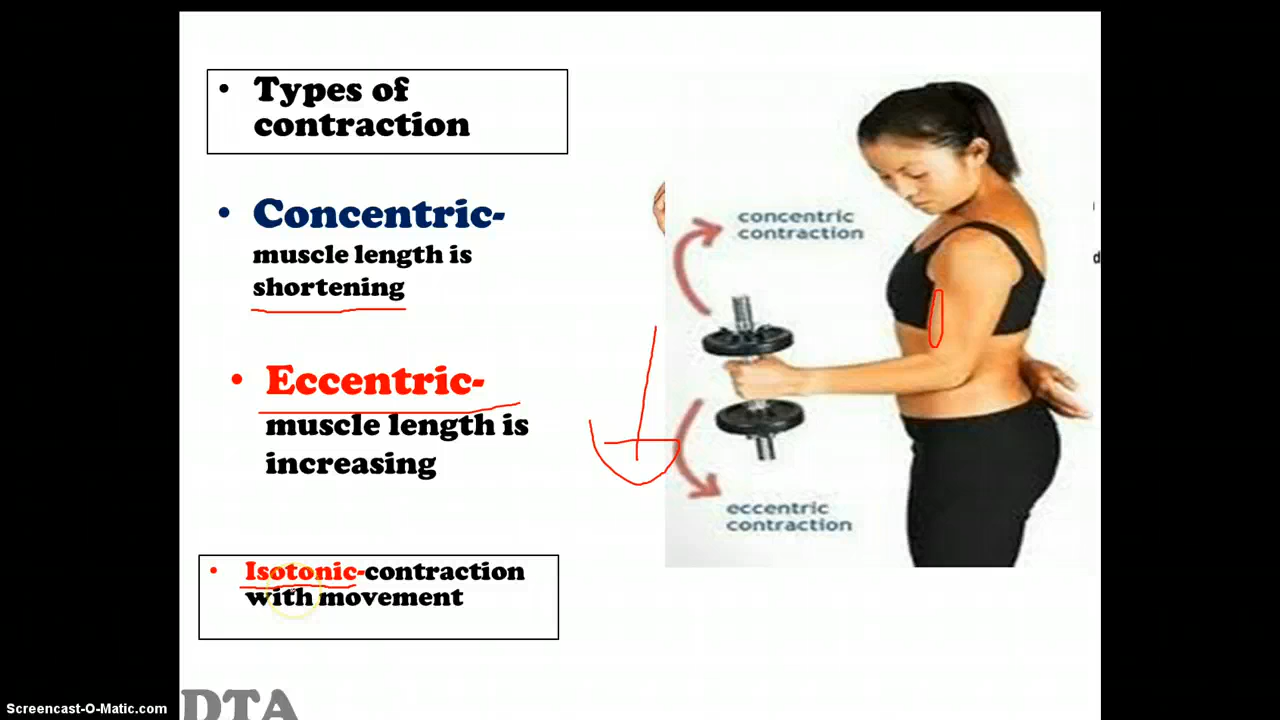 • Types of
contraction
• Concentric-
muscle length is
shortening
• Eccentric-
muscle length is
increasing
• Isotonic-contraction
with movement
concentric
contraction
eccentric
contraction
DTA
Screencast-O-Matic.com